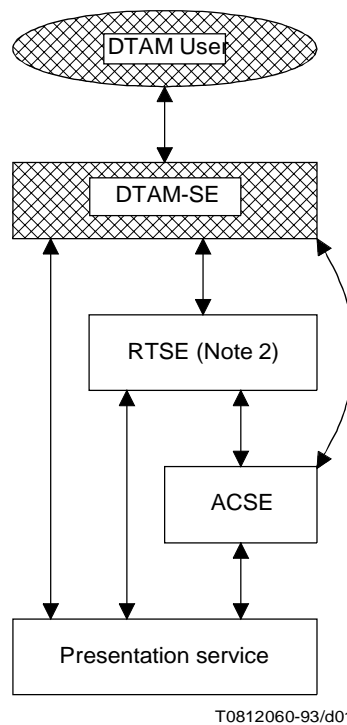 DTAM User
DTAM-SE
RTSE (Note 2)
ACSE
Presentation service
T0812060-93/d01